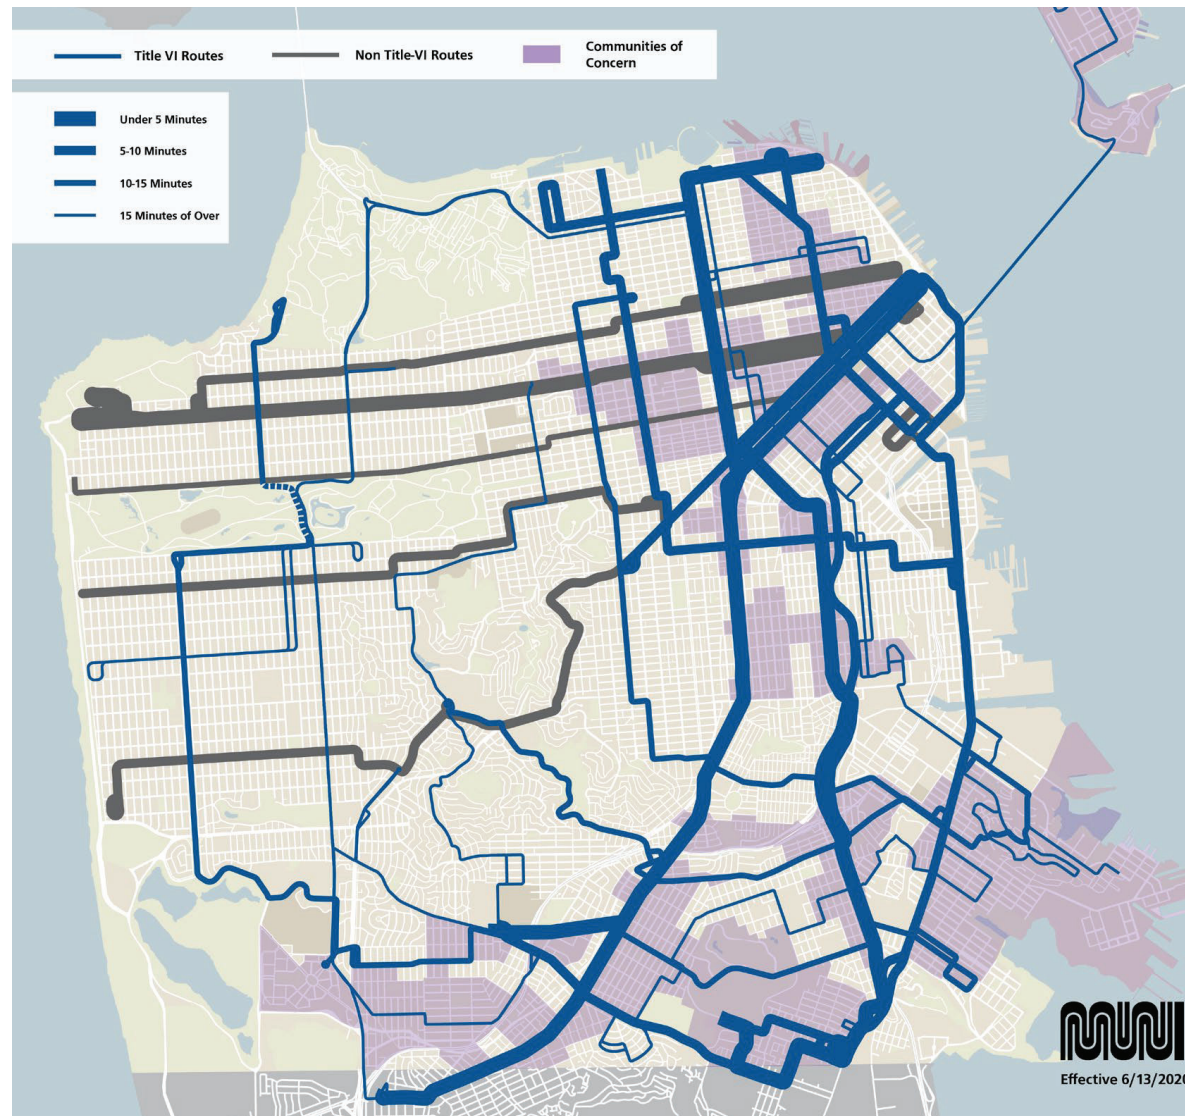 Title VI Routes
Non Title-VI Routes
Communities of
Concern
Under 5 Minutes
5-10 Minutes
10-15 Minutes
15 Minutes of Over
MUNI
Effective 6/13/2020